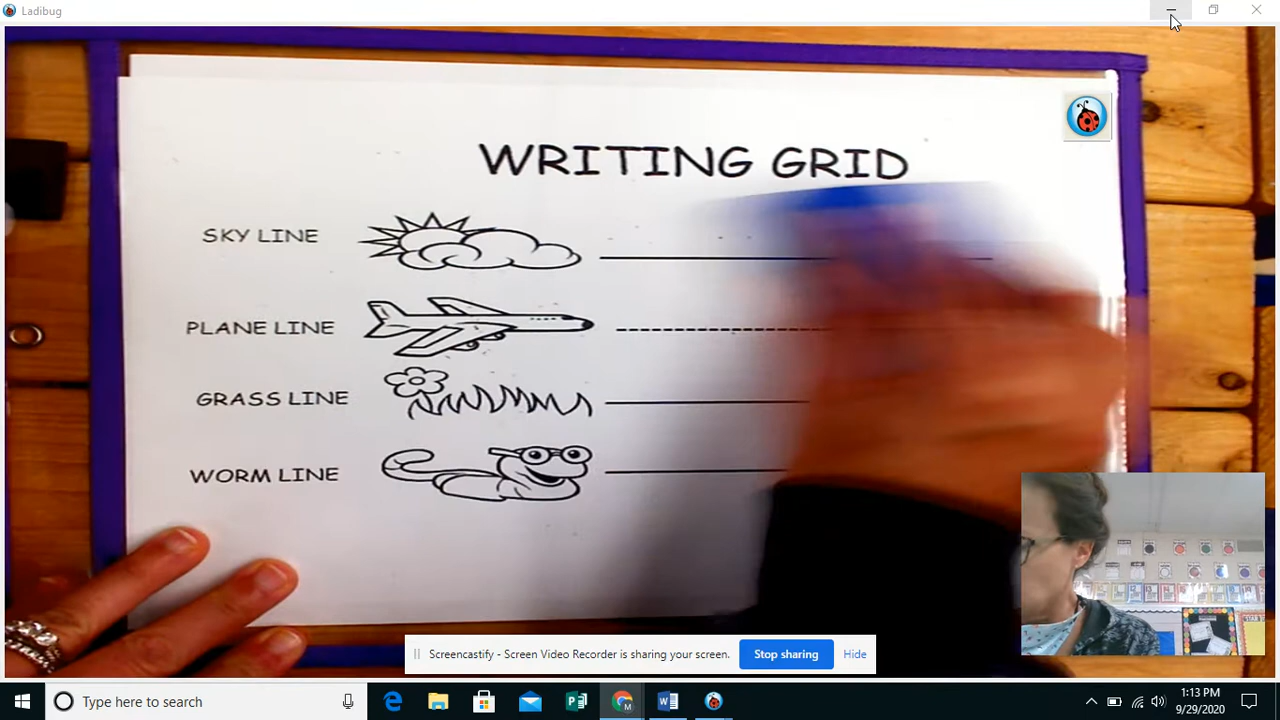 Ladibug
WRITING GRID
SKY LINE
PLANE LINE
GRASS LINE
WORM LINE
Screencastify - Screen Video Recorder is sharing your screen.
Stop sharing
Hide
Type here to search
1:13 PM
9/29/2020